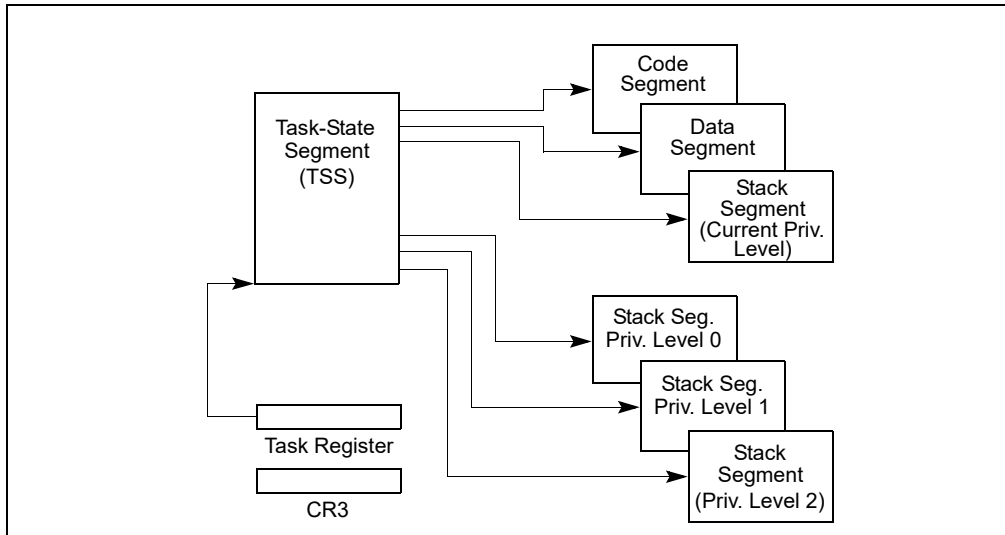 Code
Segment
Task-State
Segment
(TSS)
Data
Segment
Stack
Segment
(Current Priv.
Level)
Stack Seg.
Priv. Level 0
Stack Seg.
Priv. Level 1
Task Register
Stack
Segment
(Priv. Level 2)
CR3